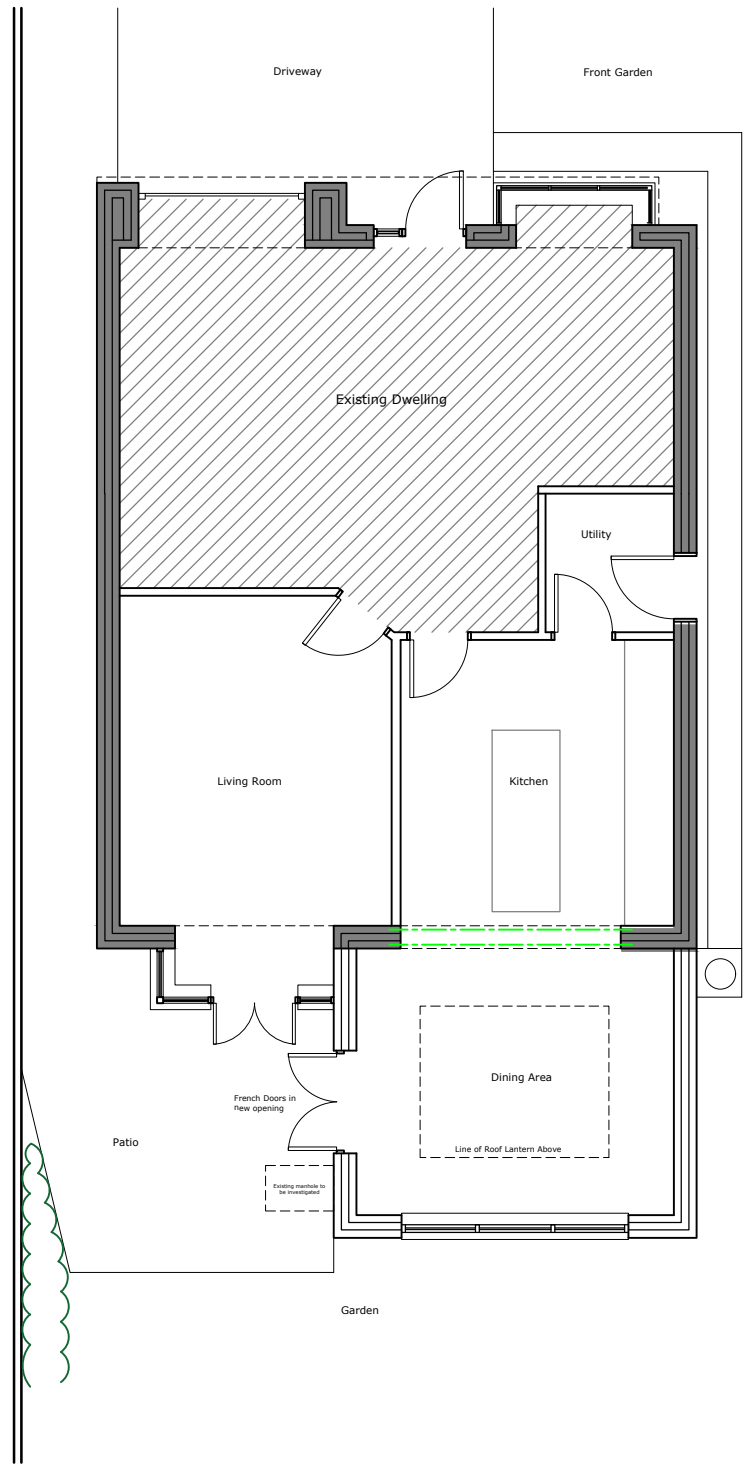 Driveway
Front Garden
Existing Dwelling
Utility
Living Room
Kitchen
Dining Area
French Doors in
new opening
Patio
Line of Roof Lantern Above
Existing manhole to
be investigated
Garden